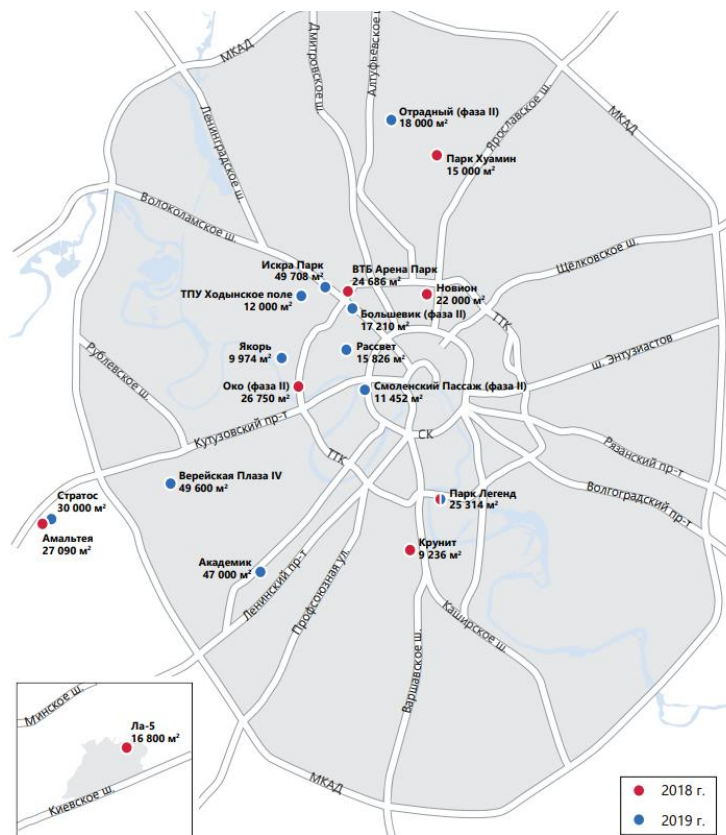 МКАД
Дмитровское ш.
Алтуфьевское ш.
Ленинградское ш.
Отрадный (фаза II)
18 000 м²
Ярославское ш.
МКАД
Парк Хуамин
15 000 м²
Волоколамское ш.
Щёлковское ш.
Искра Парк
49 708 м²
ВТБ Арена Парк
24 686 м²
ТПУ Ходынское поле
12 000 м²
Новион
22 000 м²
Большевик (фаза II)
17 210 м²
ТТК
Якорь
9 974 м²
Рассвет
15 826 м²
ш. Энтузиастов
Рублевское ш.
Око (фаза II)
26 750 м²
Смоленский Пассаж (фаза II)
11 452 м²
Кутузовский пр-т
СК
Рязанский пр-т
ТТК
Волгоградский пр-т
Верейская Плаза IV
49 600 м²
Стратос
30 000 м²
Амальтея
27 090 м²
Парк Легенд
25 314 м²
Крунит
9 236 м²
Академик
47 000 м²
Ленинский пр-т
Профсоюзная ул.
Каширское ш.
Варшавское ш.
Минское ш.
Ла-5
16 800 м²
Киевское ш.
МКАД
2018 г.
2019 г.